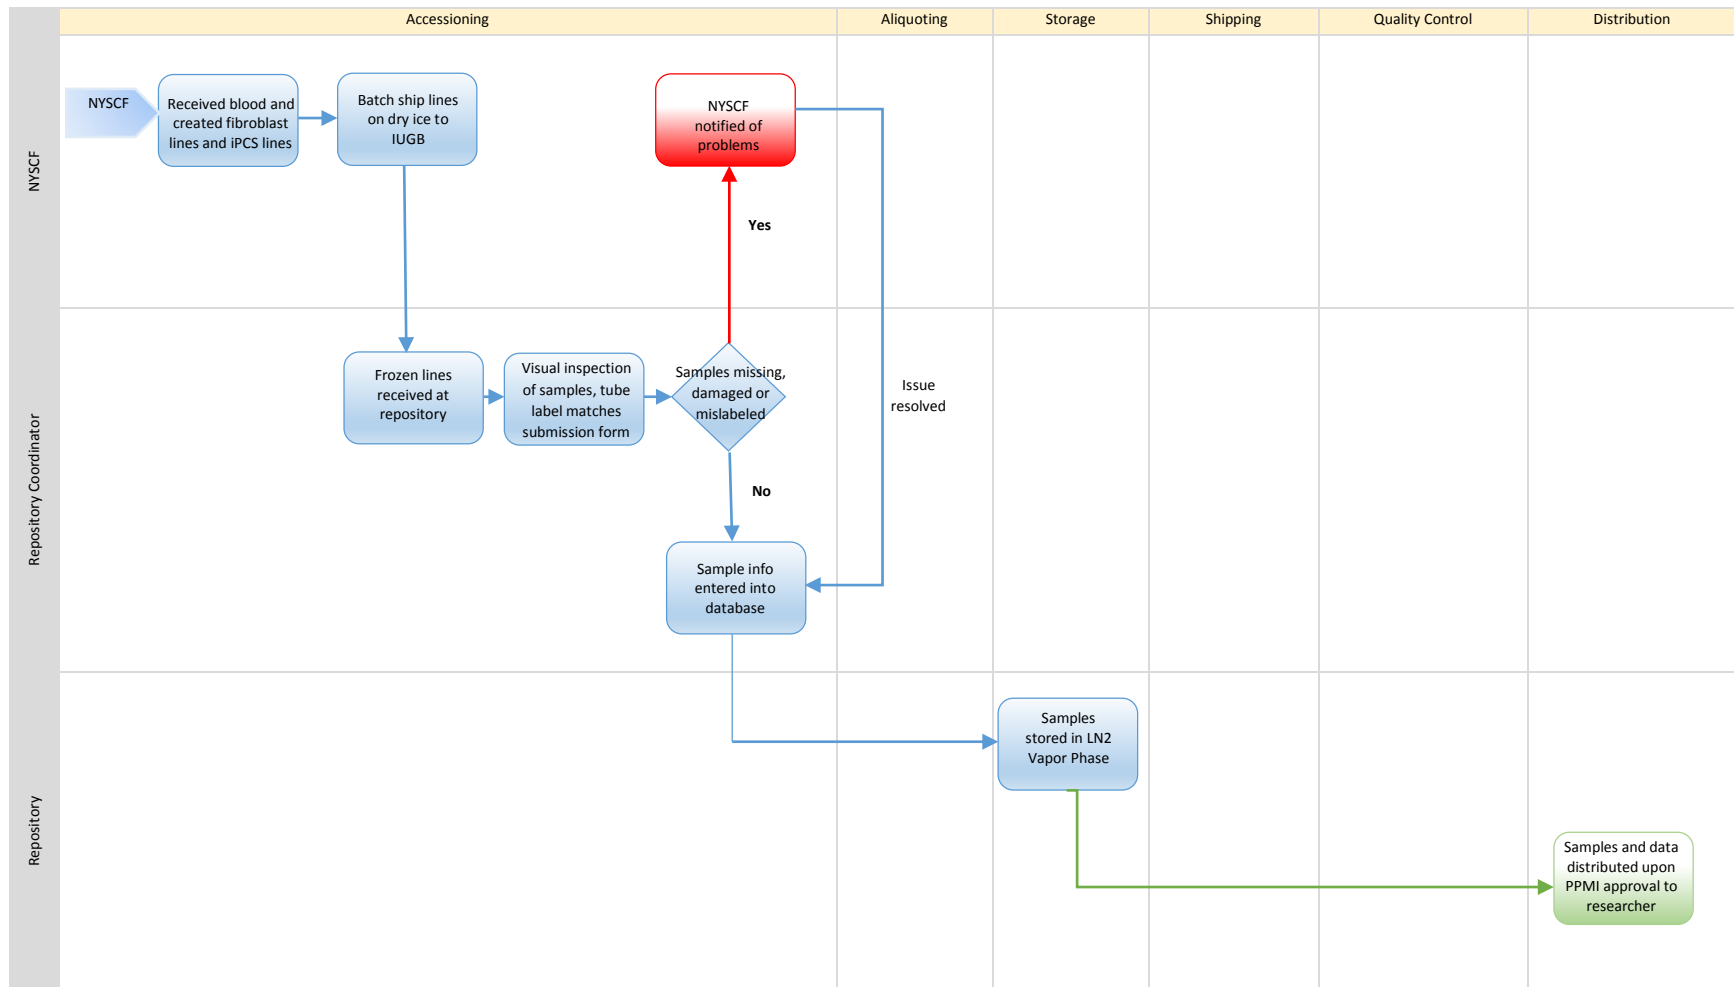 Accessioning
Aliquoting
Storage
Shipping
Quality Control
Distribution
NYSCF
NYSCF
Received blood and
created fibroblast
lines and iPCS lines
Batch ship lines
on dry ice to
IUGB
NYSCF
notified of
problems
Yes
Repository Coordinator
Frozen lines
received at
repository
Visual inspection
of samples, tube
label matches
submission form
Samples missing,
damaged or
mislabeled
Issue
resolved
No
Sample info
entered into
database
Repository
Samples
stored in LN2
Vapor Phase
Samples and data
distributed upon
PPMI approval to
researcher